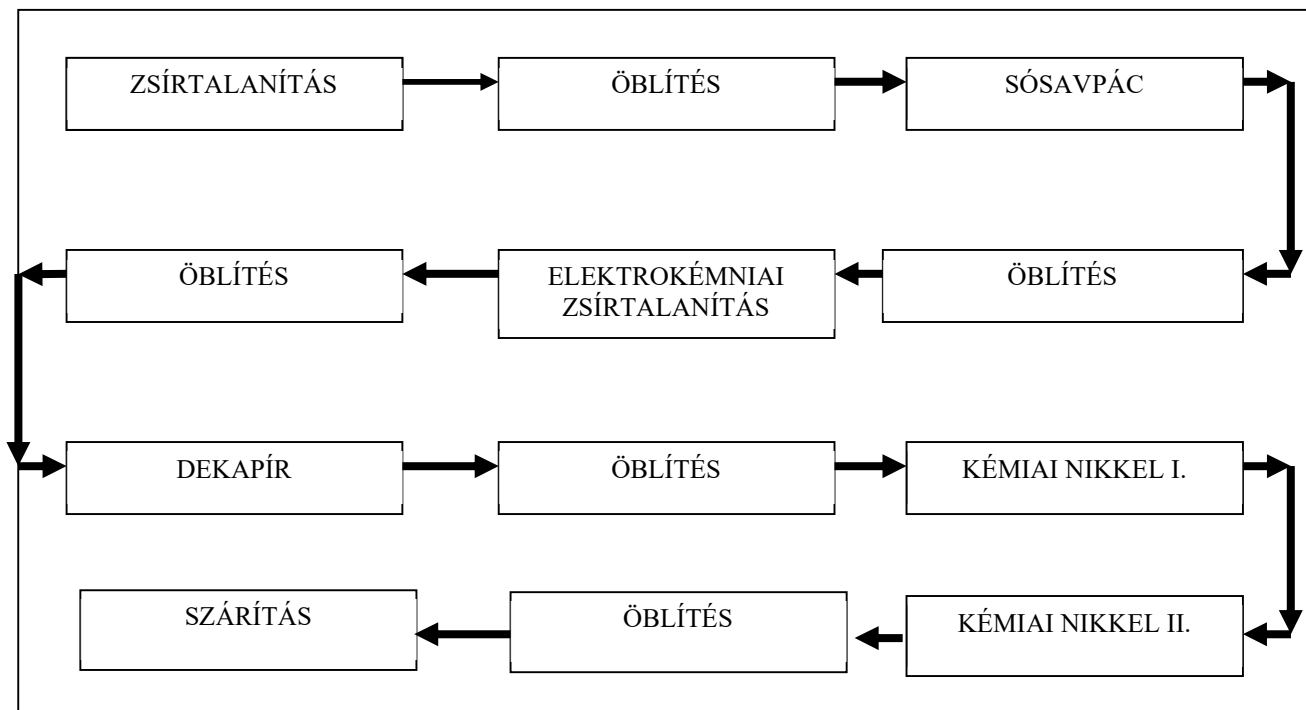 ZSÍRTALANÍTÁS
ÖBLÍTÉS
SÓSAVPÁC
ÖBLÍTÉS
ELEKTROKÉMNIAI
ZSÍRTALANÍTÁS
ÖBLÍTÉS
DEKAPÍR
ÖBLÍTÉS
KÉMIAI NIKKEL I.
KÉMIAI NIKKEL II.
ÖBLÍTÉS
SZÁRÍTÁS